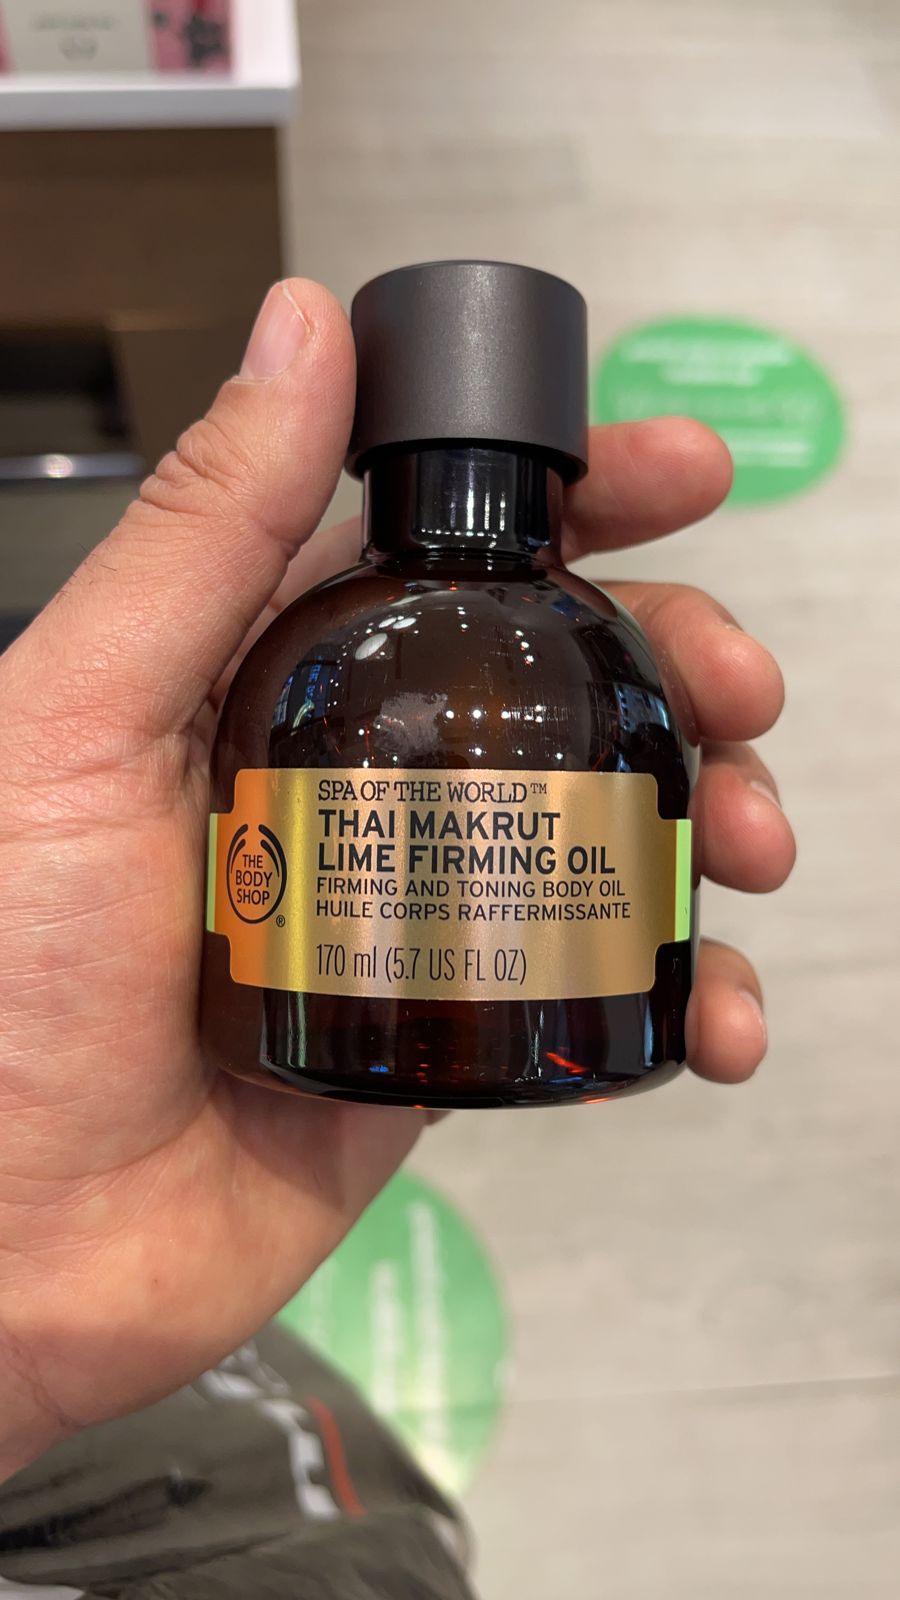 SPA OF THE WORLD™
THAI MAKRUT
LIME FIRMING OIL
FIRMING AND TONING BODY OIL
HUILE CORPS RAFFERMISSANTE
170 ml (5.7 US FL OZ)
THE
BODY
SHOP
®